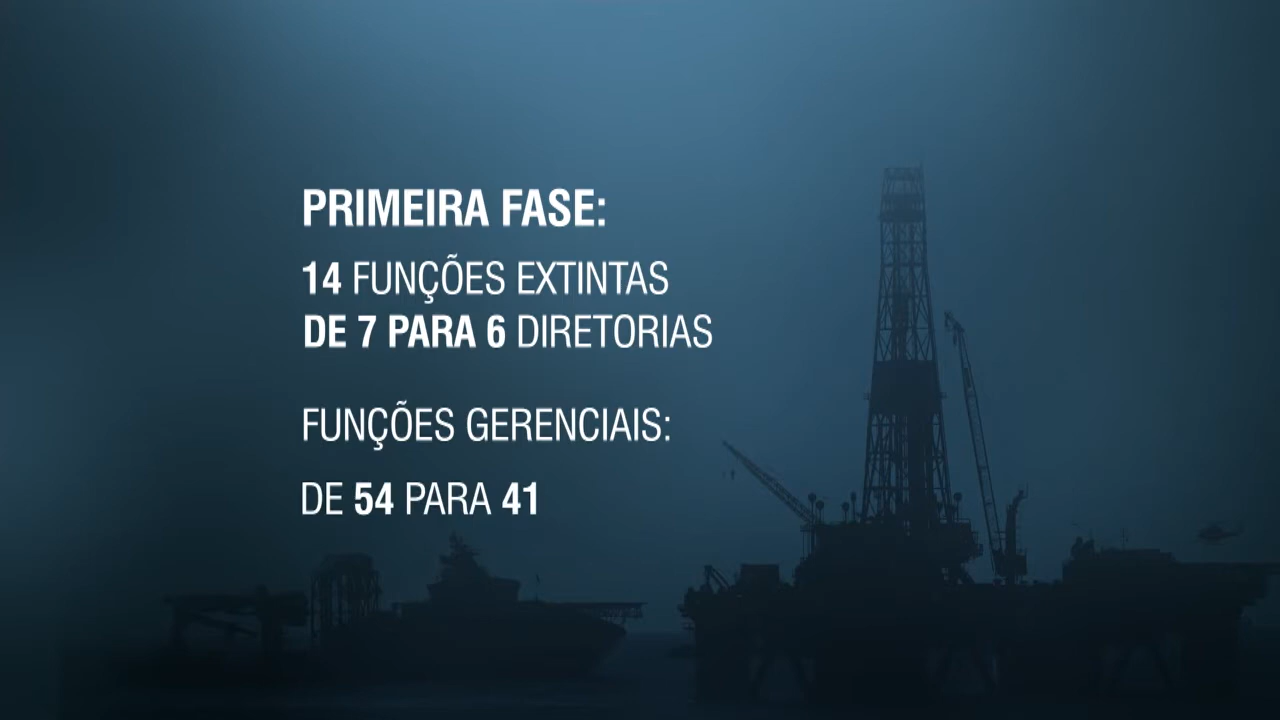 PRIMEIRA FASE:
14 FUNÇÕES EXTINTAS
DE 7 PARA 6 DIRETORIAS
FUNÇÕES GERENCIAIS:
DE 54 PARA 41